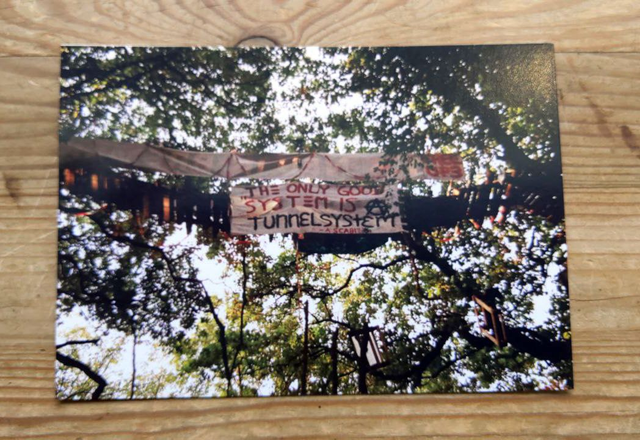 THE ONLY GOOD
SYSTEM IS
TUNNELSYSTEM